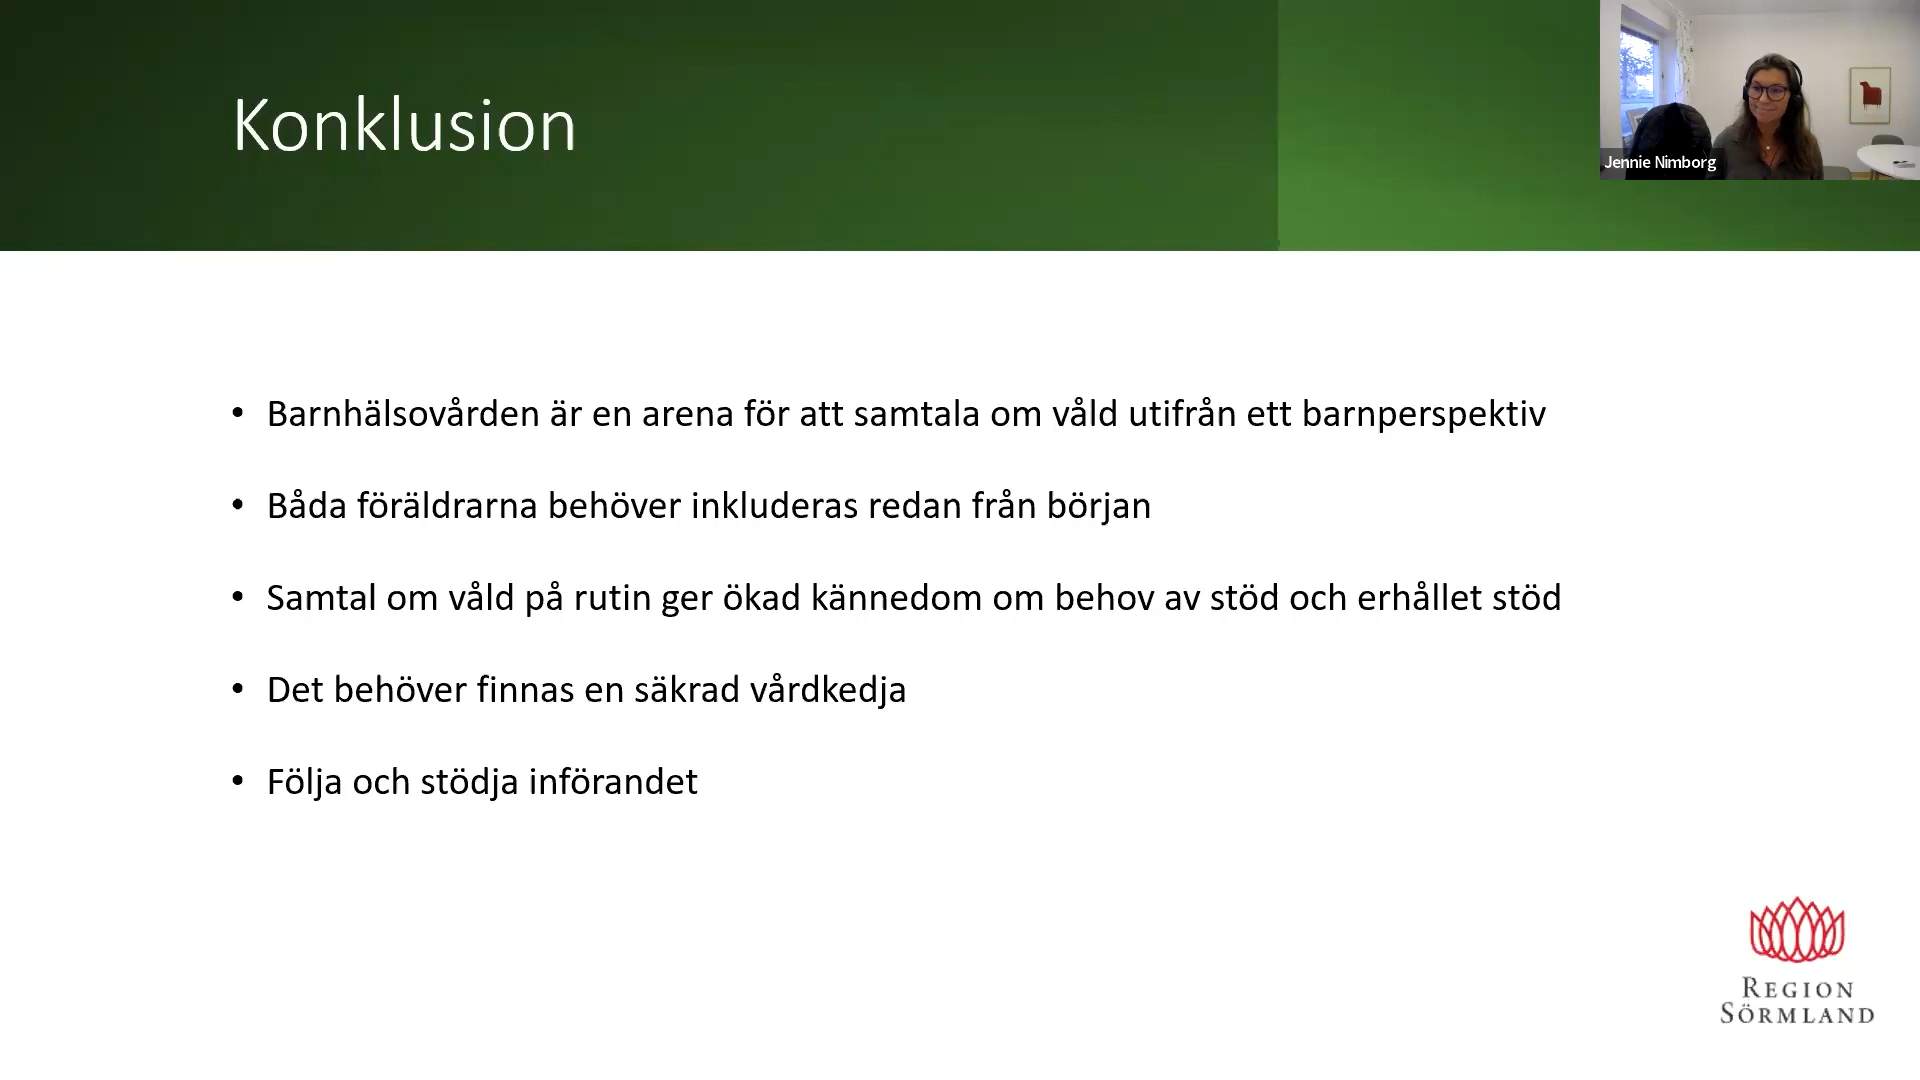 Konklusion
Jennie Nimborg
• Barnhälsovården är en arena för att samtala om våld utifrån ett barnperspektiv
• Båda föräldrarna behöver inkluderas redan från början
• Samtal om våld på rutin ger ökad kännedom om behov av stöd och erhållet stöd
• Det behöver finnas en säkrad vårdkedja
• Följa och stödja införandet
REGION
SÖRMLAND